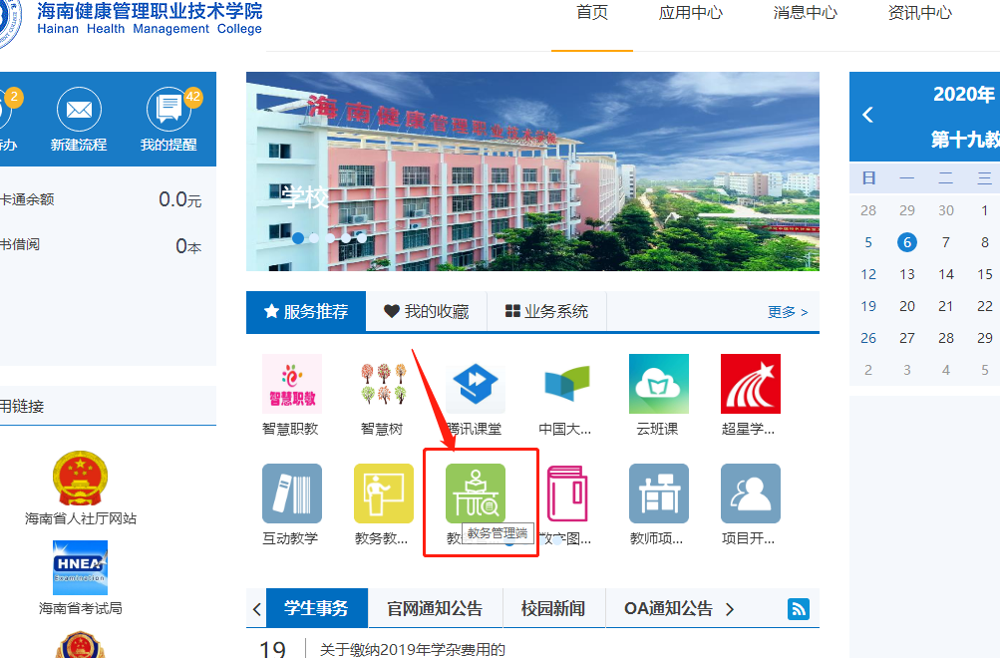 海南健康管理职业技术学院
Hainan Health Management College
首页
应用中心
消息中心
资讯中心
2
42
办
新建流程
我的提醒
卡通余额
0.0元
书借阅
0本
海南健康管理职业技术学院
学校
2020年
第十九教
日 一 二 三
28 29 30 1
5 6 7 8
12 13 14 15
19 20 21 22
26 27 28 29
2 3 4 5
服务推荐
我的收藏
业务系统
更多 >
智慧职教
智慧职教
智慧树
腾讯课堂
中国大...
云班课
超星学...
互动教学
教务教...
教
教务管理端
数字图...
教师项...
项目开...
用链接
海南省人社厅网站
HNEA
Examination
海南省考试局
学生事务
官网通知公告
校园新闻
OA通知公告
19
关于缴纳2019年学杂费用的